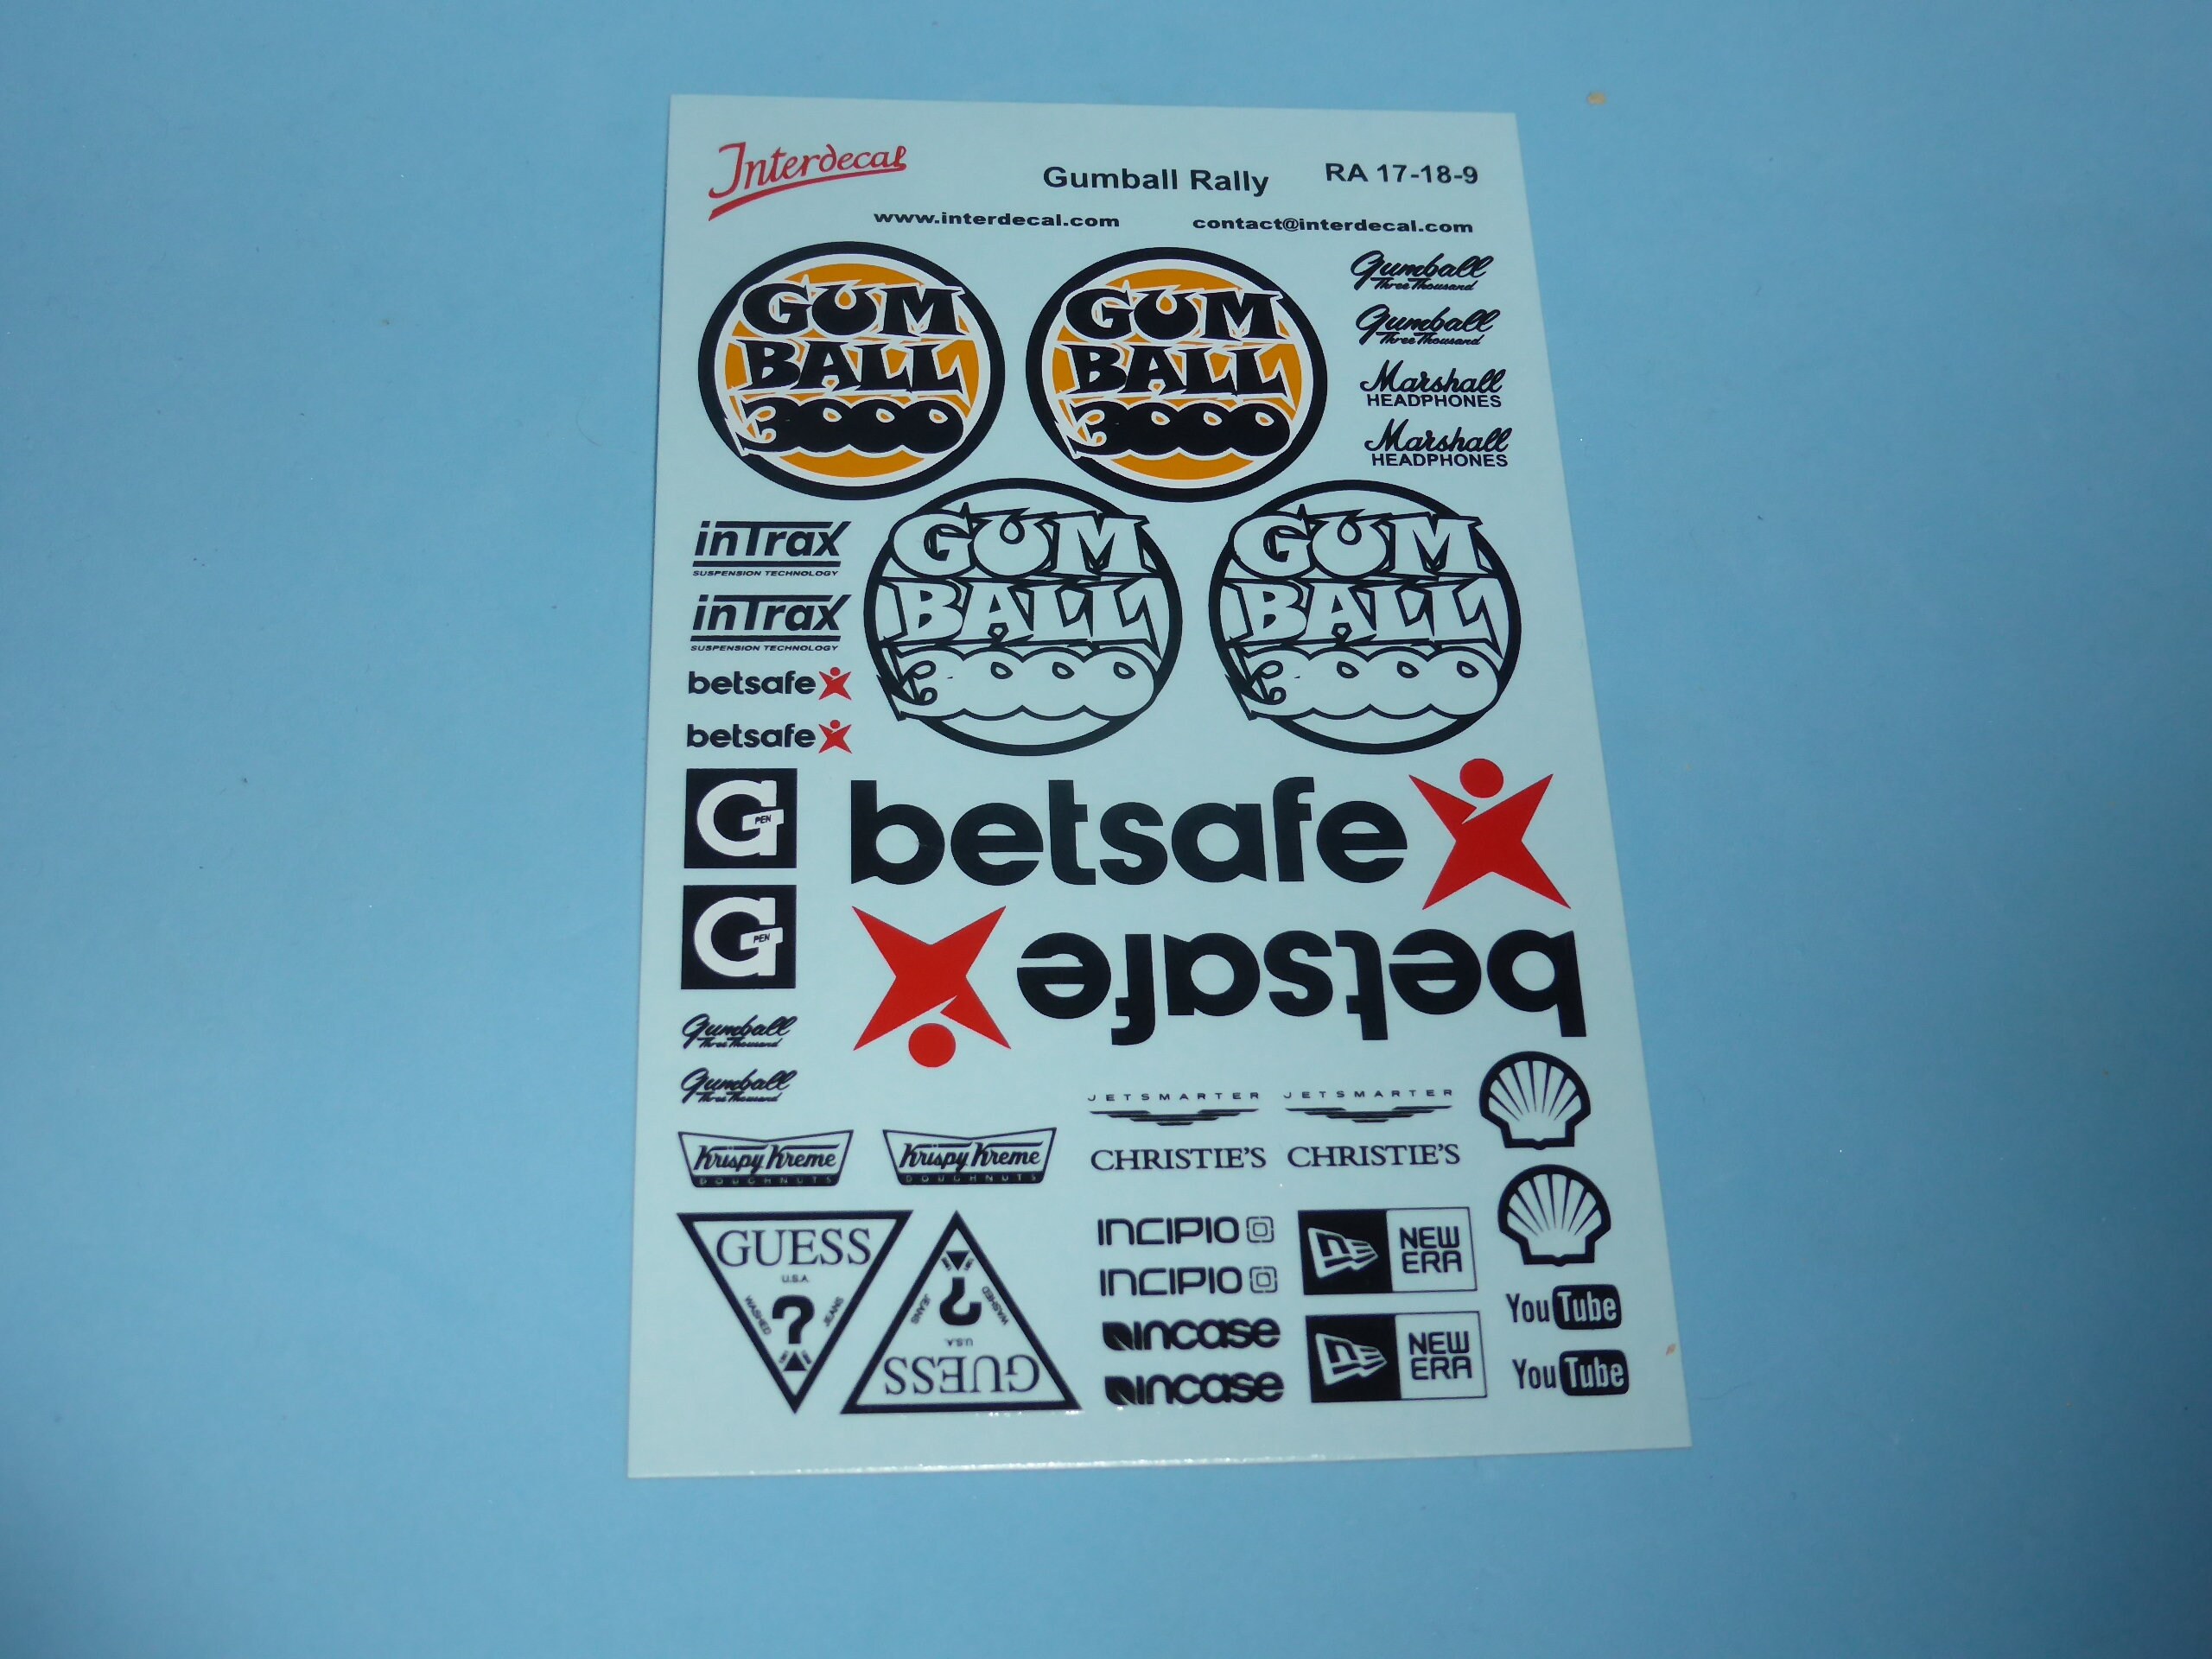 Interdecal
Gumball Rally
RA 17-18-9
www.interdecal.com
contact@interdecal.com
GUM
BALL
3000
GUM
BALL
3000
Gumball
Three Thousand
Gumball
Three Thousand
Marshall
HEADPHONES
Marshall
HEADPHONES
inTrax
SUSPENSION TECHNOLOGY
inTrax
SUSPENSION TECHNOLOGY
GUM
BALL
3000
GUM
BALL
3000
betsafe
betsafe
G
PEN
G
PEN
betsafe
betsafe
Gumball
Three Thousand
Gumball
Three Thousand
JETSMARTER
JETSMARTER
Krispy Kreme
DOUGHNUTS
Krispy Kreme
DOUGHNUTS
CHRISTIE'S
CHRISTIE'S
GUESS
U.S.A.
WASHED
?
JEANS
GUESS
U.S.A.
WASHED
?
JEANS
INCIPIO
INCIPIO
incase
incase
NE
NEW
ERA
NE
NEW
ERA
YouTube
YouTube